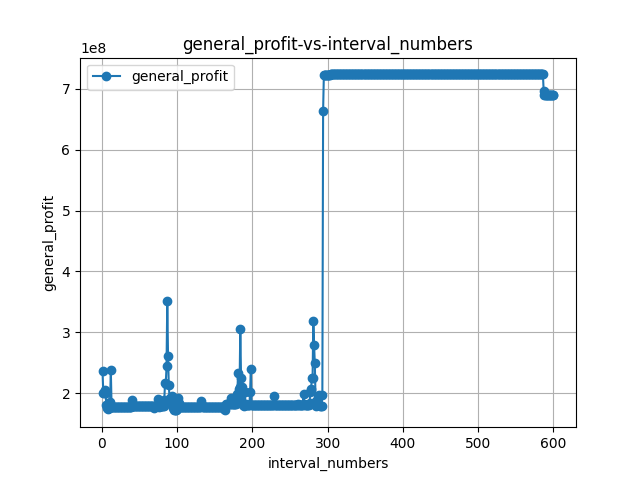 general_profit-vs-interval_numbers
1e8
general_profit
7
6
5
4
3
2
general_profit
0
100
200
300
400
500
600
interval_numbers